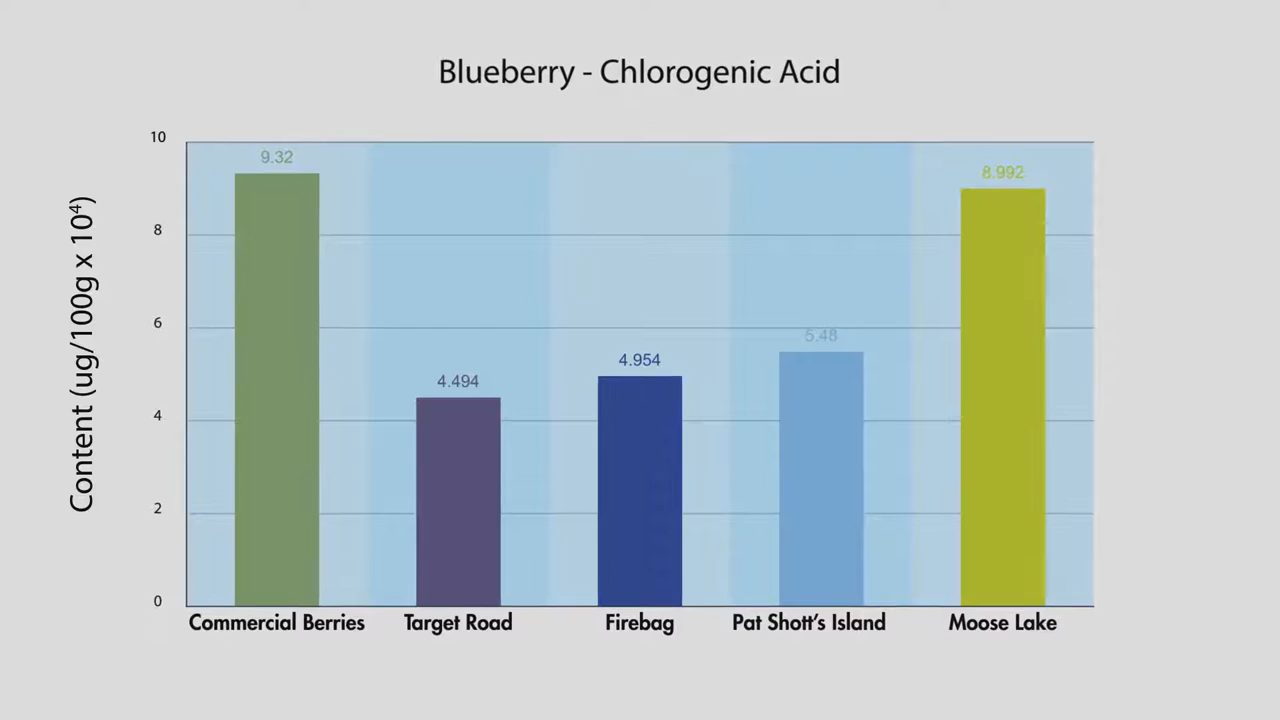 Blueberry - Chlorogenic Acid
Content (ug/100g x 10⁴)
10
8
6
4
2
0
9.32
4.494
4.954
5.48
8.992
Commercial Berries
Target Road
Firebag
Pat Shott's Island
Moose Lake